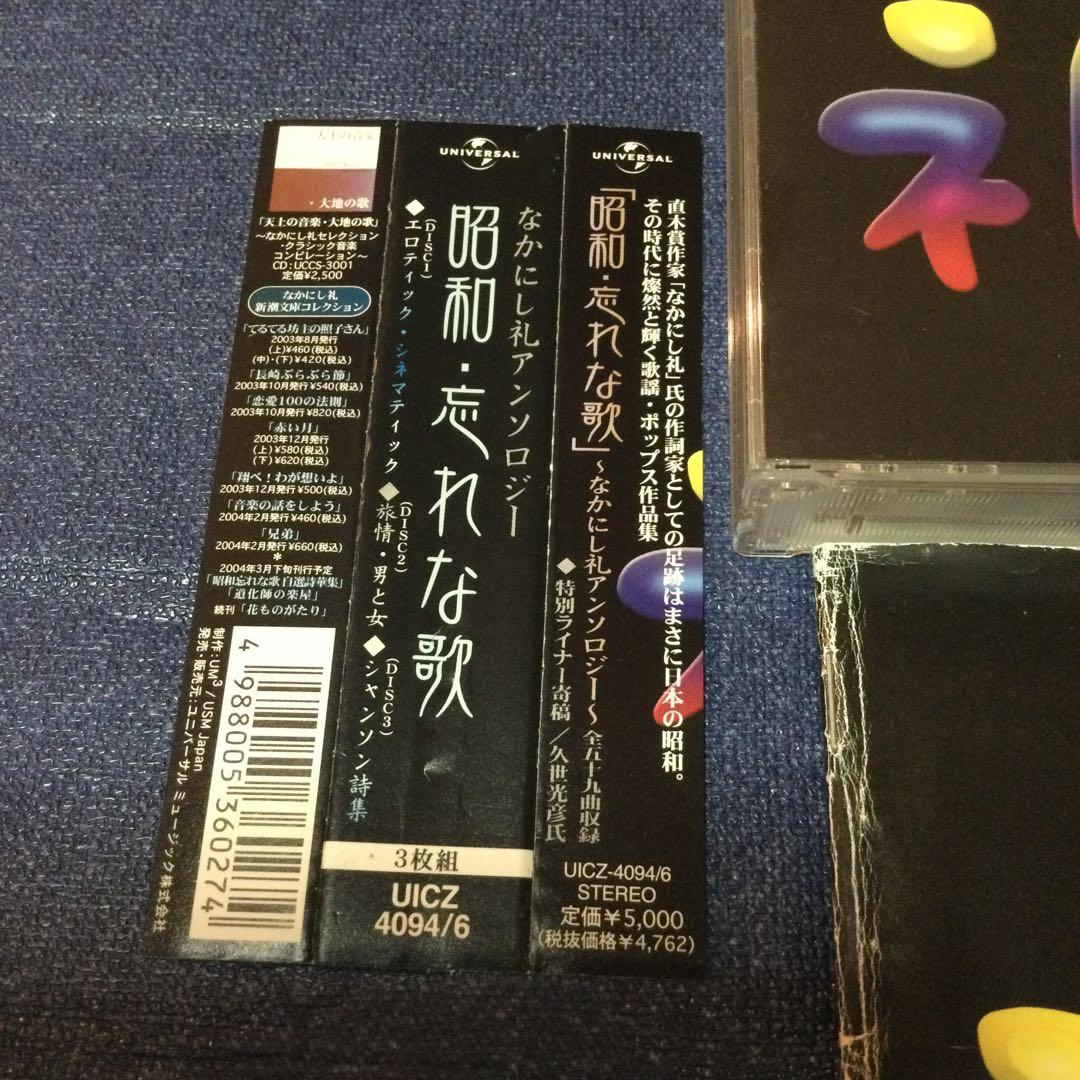 UNIVERSAL
直木賞作家「なかにし礼」氏の作詞家としての足跡はまさに日本の昭和。
その時代に燦然と輝く歌謡・ポップス作品集
「昭和・忘れな歌」～なかにし礼アンソロジー～全五十九曲収録
◆特別ライナー寄稿/久世光彦氏
UICZ-4094/6
STEREO
定価¥5,000
(税抜価格¥4,762)
UNIVERSAL
なかにし礼アンソロジー
昭和・忘れな歌
(DISC1)
◆エロティック・シネマティック
(DISC2)
◆旅情・男と女
(DISC3)
◆シャンソン詩集
3枚組
UICZ
4094/6
天上の音楽
・大地の歌
「天上の音楽・大地の歌」
～なかにし礼セレクション
・クラシック音楽
コンピレーション～
CD:UCCS-3001
定価¥2,500
なかにし礼
新潮文庫コレクション
「てるてる坊主の照子さん」
2003年8月発行
(上)¥460(税込)
(中)・(下)¥420(税込)
「長崎ぶらぶら節」
2003年10月発行¥540(税込)
「恋愛100の法則」
2003年10月発行¥820(税込)
「赤い月」
2003年12月発行
(上)¥580(税込)
(下)¥620(税込)
「翔べ!わが想いよ」
2003年12月発行¥500(税込)
「音楽の話をしよう」
2004年2月発行¥460(税込)
「兄弟」
2004年2月発行¥660(税込)
*
2004年3月下旬刊行予定
「昭和忘れな歌 自選詩華集」
「道化師の楽屋」
続刊「花ものがたり」
4 988005 360274
制作:UM3 / USM Japan
発売・販売元:ユニバーサル ミュージック株式会社
ネ